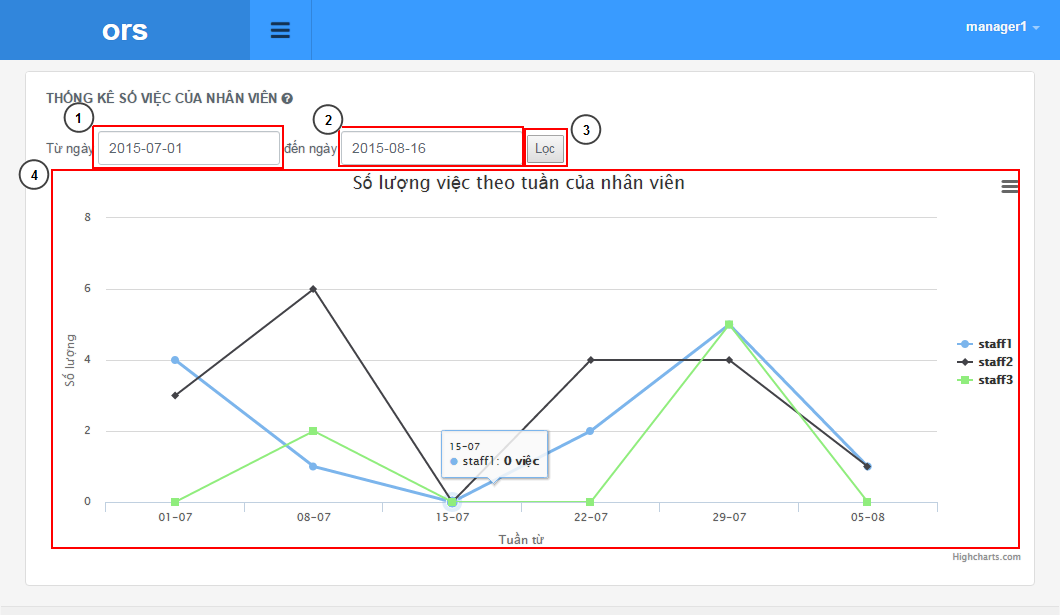 ors
manager1
THỐNG KÊ SỐ VIỆC CỦA NHÂN VIÊN ?
1
2
3
Từ ngày 2015-07-01 đến ngày 2015-08-16 Lọc
4
Số lượng việc theo tuần của nhân viên
8
6
4
2
0
Số lượng
staff1
staff2
staff3
15-07
staff1: 0 việc
01-07 08-07 15-07 22-07 29-07 05-08
Tuần từ
Highcharts.com